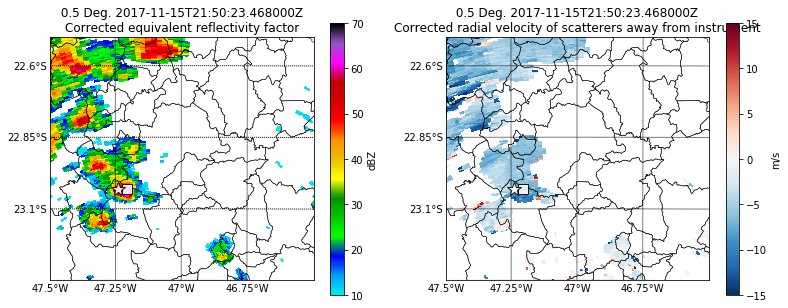 0.5 Deg. 2017-11-15T21:50:23.468000Z
Corrected equivalent reflectivity factor
22.6°S
22.85°S
23.1°S
47.5°W
47.25°W
47°W
46.75°W
70
60
50
40
30
20
10
dBZ
0.5 Deg. 2017-11-15T21:50:23.468000Z
Corrected radial velocity of scatterers away from instrument
22.6°S
22.85°S
23.1°S
47.5°W
47.25°W
47°W
46.75°W
15
10
5
0
−5
−10
−15
m/s